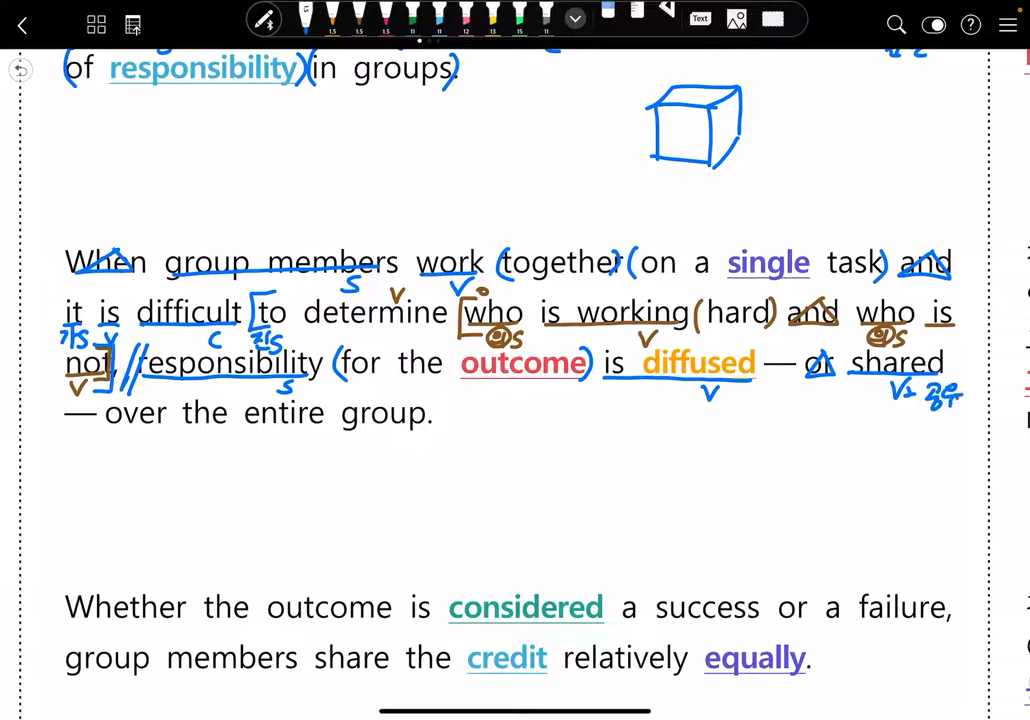 Text
of responsibility in groups.
When group members work together on a single task and
it is difficult to determine who is working hard and who is
not, responsibility for the outcome is diffused — or shared
— over the entire group.
Whether the outcome is considered a success or a failure,
group members share the credit relatively equally.